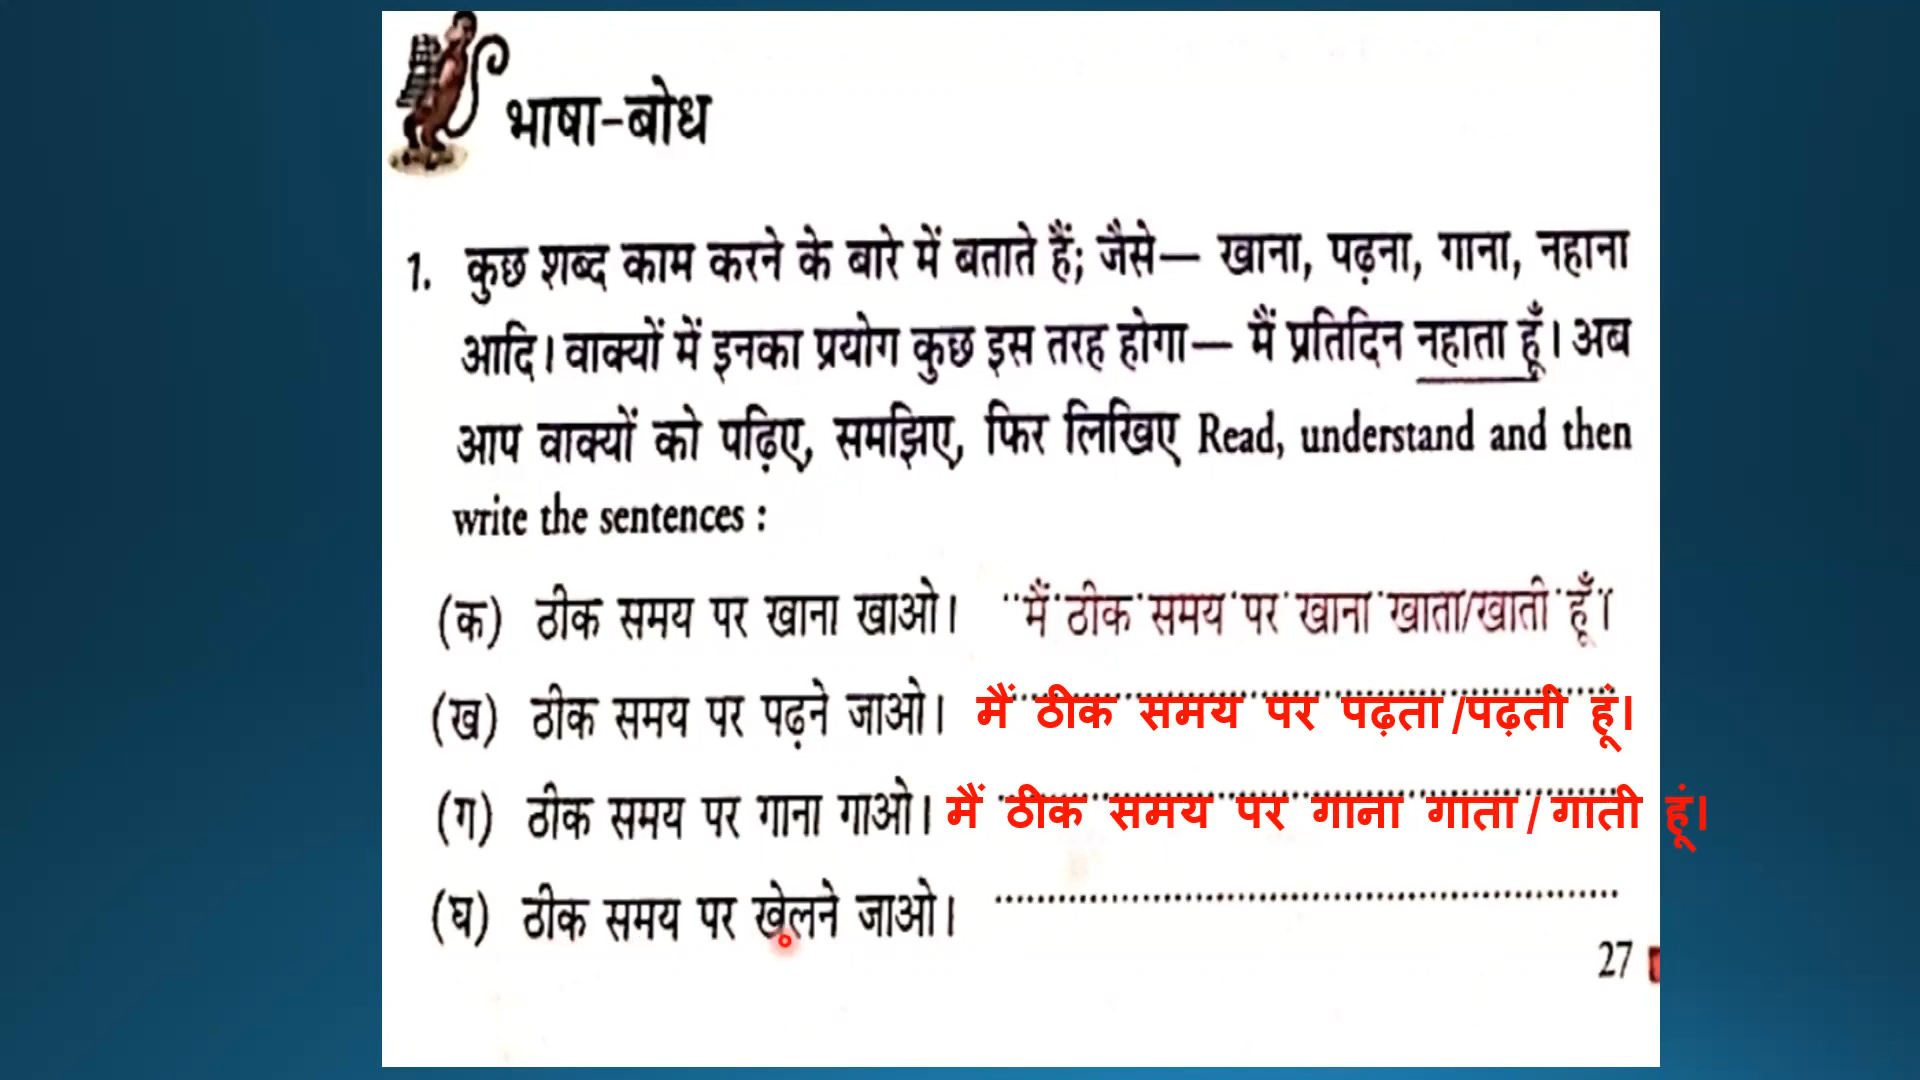 भाषा-बोध
1. कुछ शब्द काम करने के बारे में बताते हैं; जैसे— खाना, पढ़ना, गाना, नहाना
आदि। वाक्यों में इनका प्रयोग कुछ इस तरह होगा— मैं प्रतिदिन नहाता हूँ। अब
आप वाक्यों को पढ़िए, समझिए, फिर लिखिए Read, understand and then
write the sentences :
(क) ठीक समय पर खाना खाओ। मैं ठीक समय पर खाना खाता/खाती हूँ।
(ख) ठीक समय पर पढ़ने जाओ। मैं ठीक समय पर पढ़ता /पढ़ती हूं।
(ग) ठीक समय पर गाना गाओ। मैं ठीक समय पर गाना गाता / गाती हूं।
(घ) ठीक समय पर खेलने जाओ। ....................
27